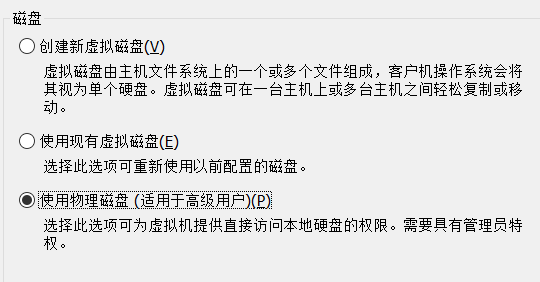 磁盘
创建新虚拟磁盘(V)
虚拟磁盘由主机文件系统上的一个或多个文件组成，客户机操作系统会将
其视为单个硬盘。虚拟磁盘可在一台主机上或多台主机之间轻松复制或移
动。
使用现有虚拟磁盘(E)
选择此选项可重新使用以前配置的磁盘。
使用物理磁盘 (适用于高级用户)(P)
选择此选项可为虚拟机提供直接访问本地硬盘的权限。需要具有管理员特
权。